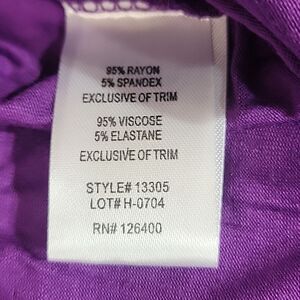 95% RAYON
5% SPANDEX
EXCLUSIVE OF TRIM
95% VISCOSE
5% ELASTANE
EXCLUSIVE OF TRIM
STYLE# 13305
LOT# H-0704
RN# 126400